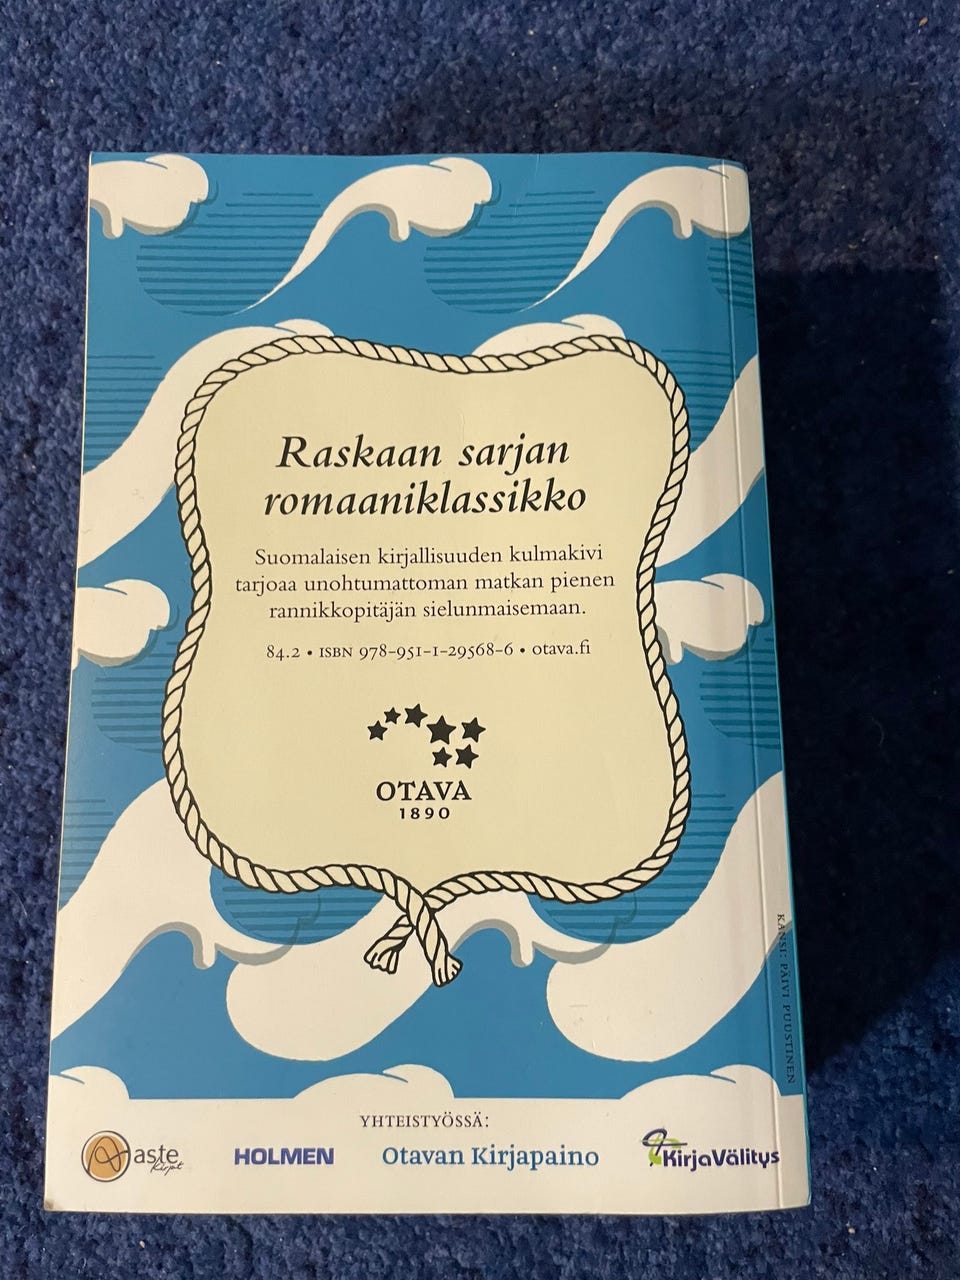 Raskaan sarjan
romaaniklassikko
Suomalaisen kirjallisuuden kulmakivi
tarjoaa unohtumattoman matkan pienen
rannikkopitäjän sielunmaisemaan.
84.2 • ISBN 978-951-1-29568-6 • otava.fi
OTAVA
1890
KANSI: PÄIVI PUUSTINEN
YHTEISTYÖSSÄ:
aste
Kirjat
HOLMEN
Otavan Kirjapaino
KirjaVälitys